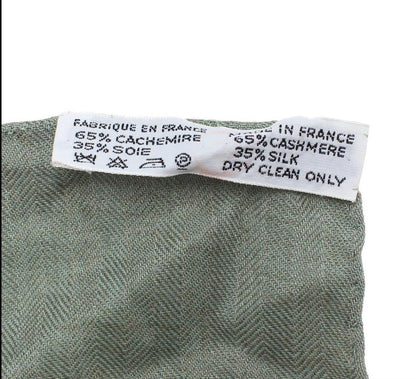 FABRIQUE EN FRANCE
65% CACHEMIRE
35% SOIE
IN FRANCE
65% CASHMERE
35% SILK
DRY CLEAN ONLY